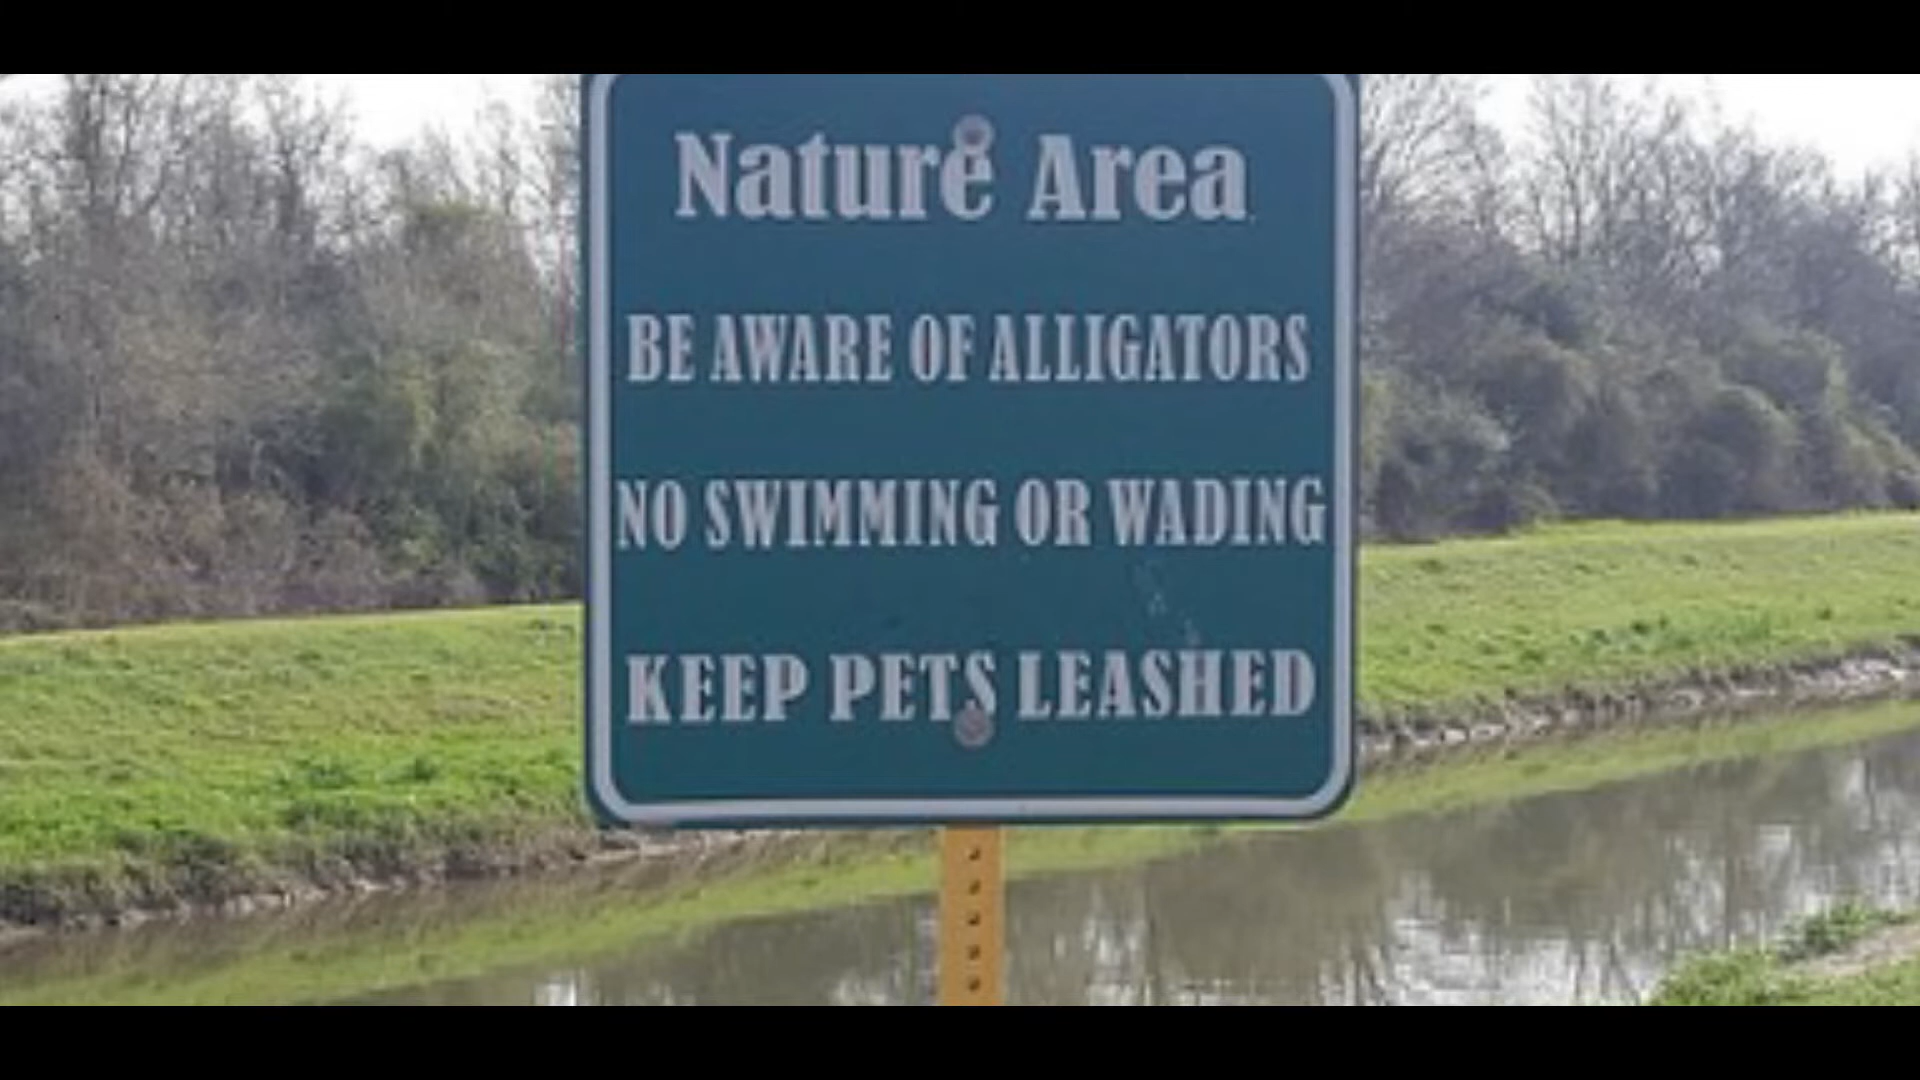 Nature Area
BE AWARE OF ALLIGATORS
NO SWIMMING OR WADING
KEEP PETS LEASHED